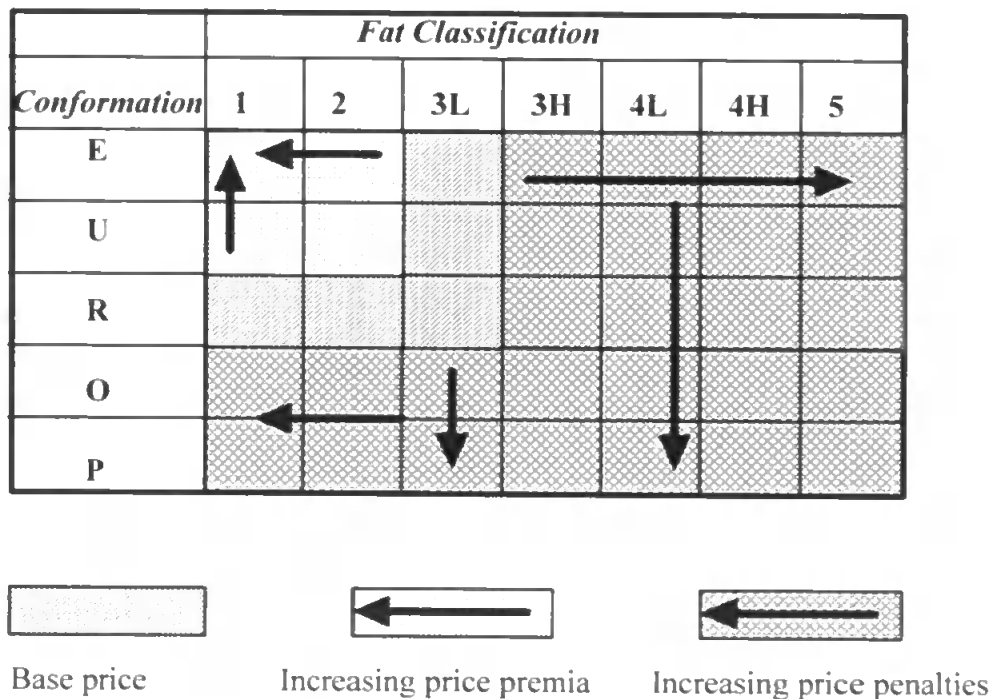 Fat Classification
Conformation 1 2 3L 3H 4L 4H 5
E
U
R
O
P
Base price Increasing price premia Increasing price penalties